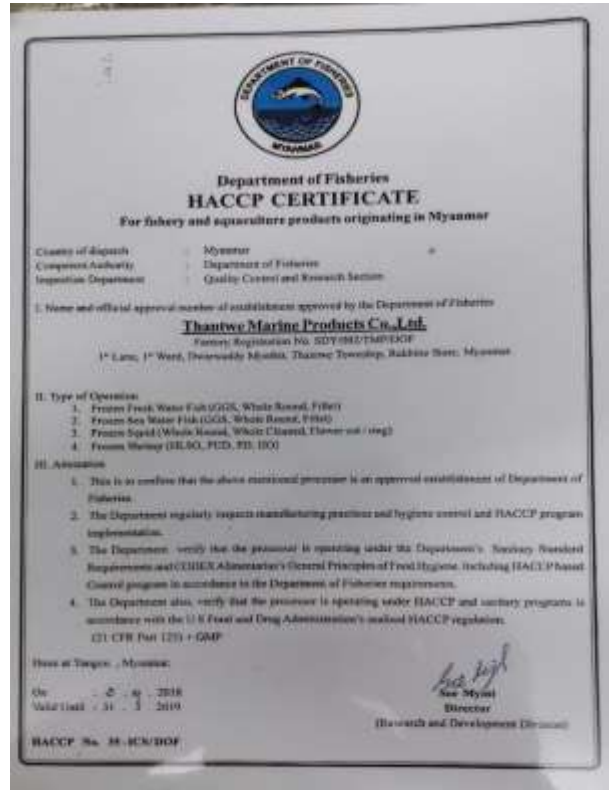 DEPARTMENT OF FISHERIES
MYANMAR
Department of Fisheries
HACCP CERTIFICATE
For fishery and aquaculture products originating in Myanmar
Country of dispatch : Myanmar
Competent Authority : Department of Fisheries
Inspection Department : Quality Control and Research Section
I. Name and official approval number of establishment approved by the Department of Fisheries
Thantwe Marine Products Co.,Ltd.
Factory Registration No.
1st Lane, 1st Ward, Thantwe Township, Rakhine State, Myanmar
II. Type of Operation
1. Frozen Fresh Water Fish (GGS, Whole Round, Fillet)
2. Frozen Sea Water Fish (GGS, Whole Round, Fillet)
3. Frozen Squid (Whole Round, Whole Cleaned, Flower cut / ring)
4. Frozen Shrimp
III. Attestation
1. This is to confirm that the above mentioned processor is an approved establishment of Department of
Fisheries.
2. The Department regularly inspects manufacturing practices and hygiene control and HACCP program
implementation.
3. The Department verify that the processor is operating under the Department's Sanitary Standard
Requirements and CODEX Alimentarius's General Principles of Food Hygiene. Including HACCP based
Control program in accordance to the Department of Fisheries requirements.
4. The Department also verify that the processor is operating under HACCP and sanitary programs in
accordance with the U S Food and Drug Administration's seafood HACCP regulation.
(21 CFR Part 123) + GMP
Done at Yangon , Myanmar.
On 2018
Valid Until : 31 . 3 . 2019
Director
(Research and Development Division)
HACCP No.